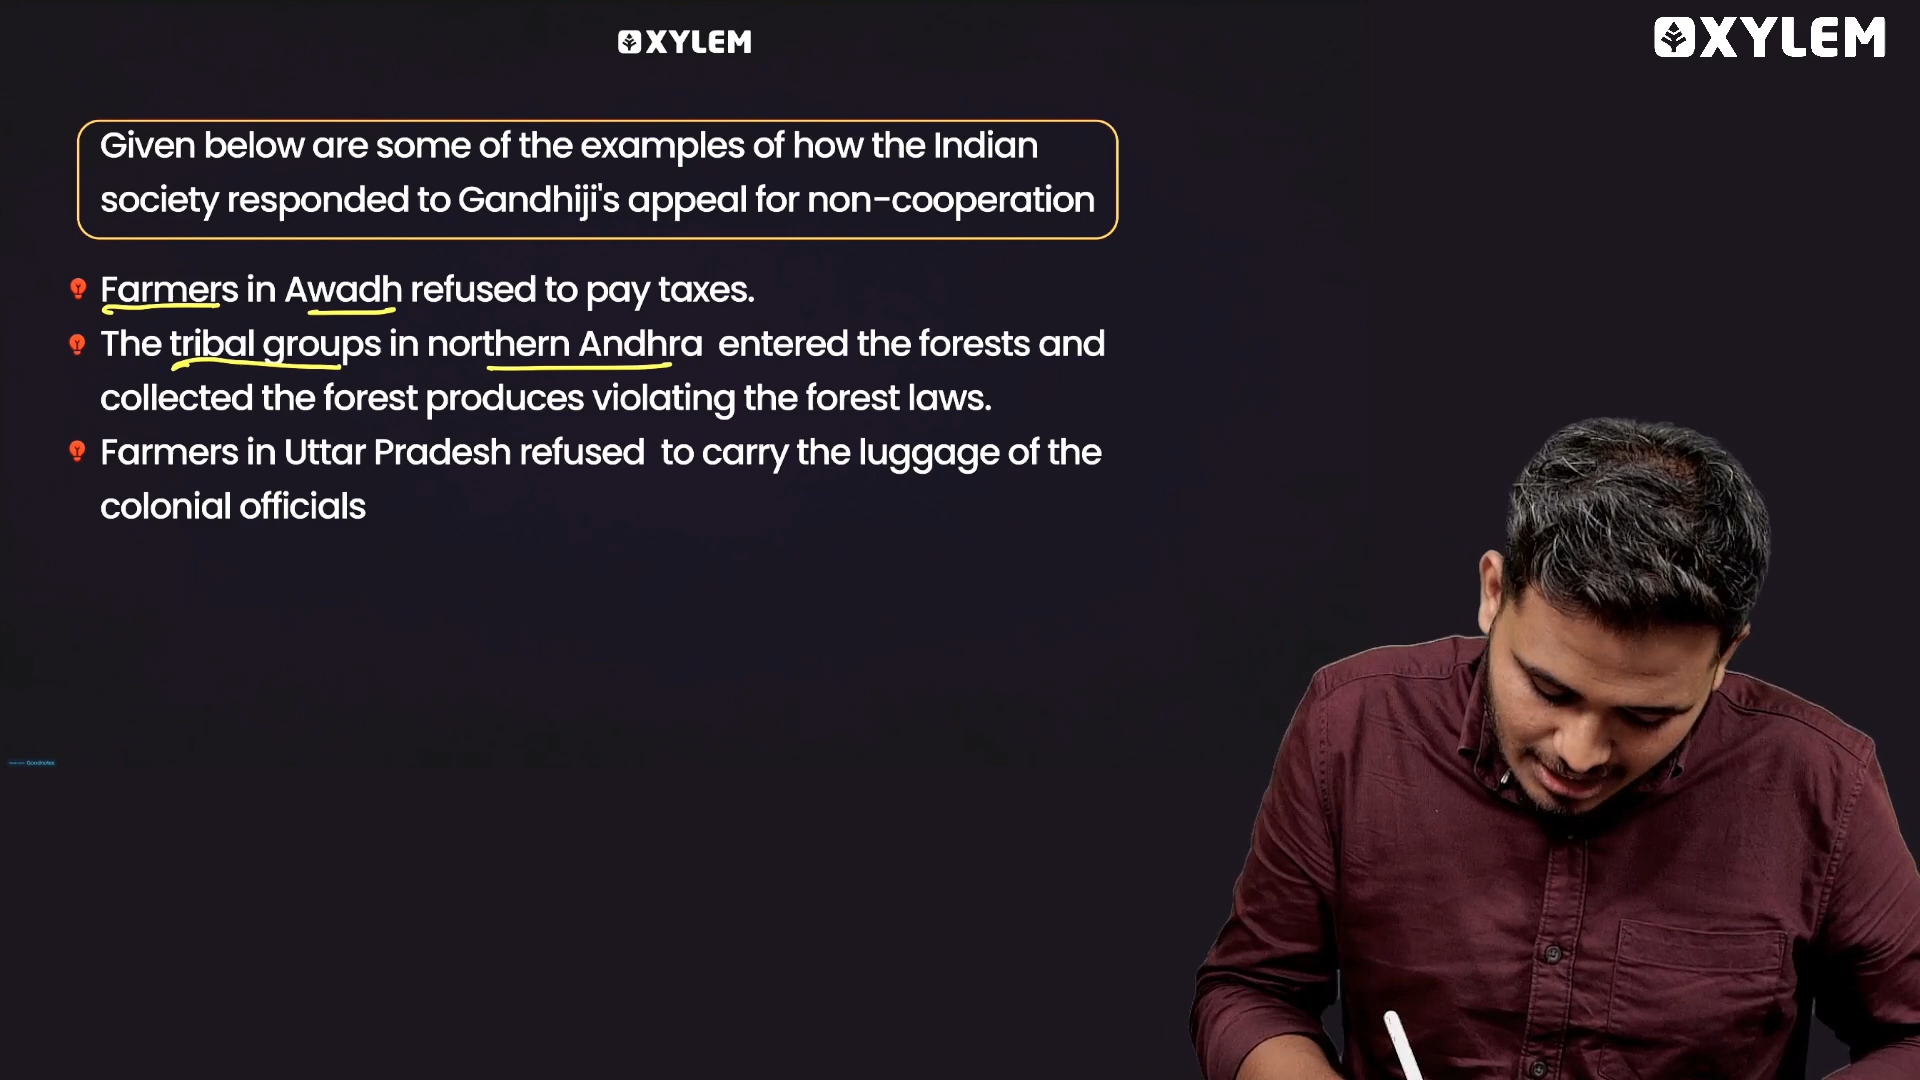 XYLEM
XYLEM
Given below are some of the examples of how the Indian
society responded to Gandhiji's appeal for non-cooperation
Farmers in Awadh refused to pay taxes.
The tribal groups in northern Andhra entered the forests and
collected the forest produces violating the forest laws.
Farmers in Uttar Pradesh refused to carry the luggage of the
colonial officials
Goodnotes